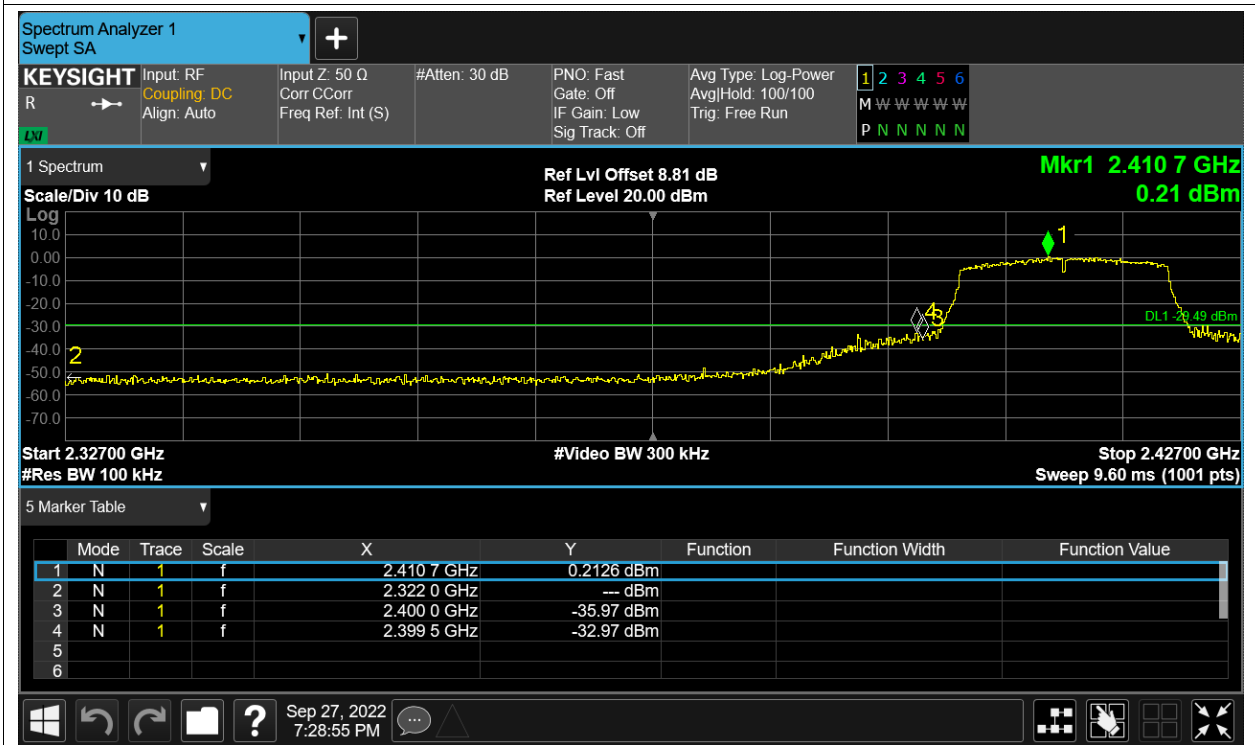 Spectrum Analyzer 1
Swept SA
KEYSIGHT
R
LXI
Input: RF
Coupling: DC
Align: Auto
Input Z: 50 Ω
Corr CCorr
Freq Ref: Int (S)
#Atten: 30 dB
PNO: Fast
Gate: Off
IF Gain: Low
Sig Track: Off
Avg Type: Log-Power
Avg|Hold: 100/100
Trig: Free Run
1 2 3 4 5 6
M W W W W W
P N N N N N
1 Spectrum
Scale/Div 10 dB
Ref Lvl Offset 8.81 dB
Ref Level 20.00 dBm
Mkr1 2.410 7 GHz
0.21 dBm
Log
10.0
0.00
-10.0
-20.0
-30.0
-40.0
-50.0
-60.0
-70.0
1
2
4
3
DL1 -29.49 dBm
Start 2.32700 GHz
#Video BW 300 kHz
Stop 2.42700 GHz
#Res BW 100 kHz
Sweep 9.60 ms (1001 pts)
5 Marker Table
Mode Trace Scale X Y Function Function Width Function Value
1 N 1 f 2.410 7 GHz 0.2126 dBm
2 N 1 f 2.322 0 GHz --- dBm
3 N 1 f 2.400 0 GHz -35.97 dBm
4 N 1 f 2.399 5 GHz -32.97 dBm
5
6
?
Sep 27, 2022
7:28:55 PM